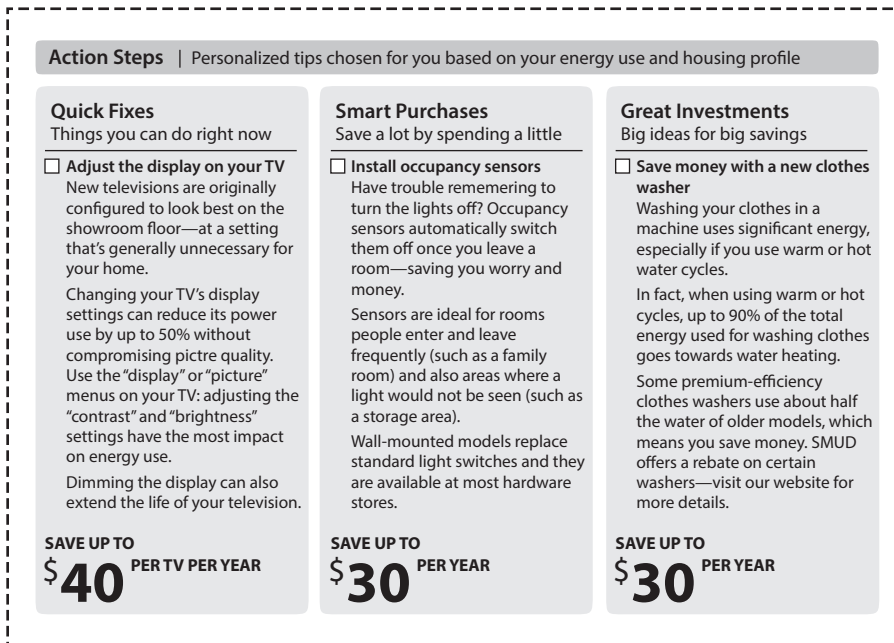 Action Steps | Personalized tips chosen for you based on your energy use and housing profile
Quick Fixes
Things you can do right now
Adjust the display on your TV
New televisions are originally
configured to look best on the
showroom floor—at a setting
that's generally unnecessary for
your home.
Changing your TV's display
settings can reduce its power
use by up to 50% without
compromising pictre quality.
Use the "display" or "picture"
menus on your TV: adjusting the
"contrast" and "brightness"
settings have the most impact
on energy use.
Dimming the display can also
extend the life of your television.
SAVE UP TO
$40 PER TV PER YEAR
Smart Purchases
Save a lot by spending a little
Install occupancy sensors
Have trouble rememering to
turn the lights off? Occupancy
sensors automatically switch
them off once you leave a
room—saving you worry and
money.
Sensors are ideal for rooms
people enter and leave
frequently (such as a family
room) and also areas where a
light would not be seen (such as
a storage area).
Wall-mounted models replace
standard light switches and they
are available at most hardware
stores.
SAVE UP TO
$30 PER YEAR
Great Investments
Big ideas for big savings
Save money with a new clothes
washer
Washing your clothes in a
machine uses significant energy,
especially if you use warm or hot
water cycles.
In fact, when using warm or hot
cycles, up to 90% of the total
energy used for washing clothes
goes towards water heating.
Some premium-efficiency
clothes washers use about half
the water of older models, which
means you save money. SMUD
offers a rebate on certain
washers—visit our website for
more details.
SAVE UP TO
$30 PER YEAR